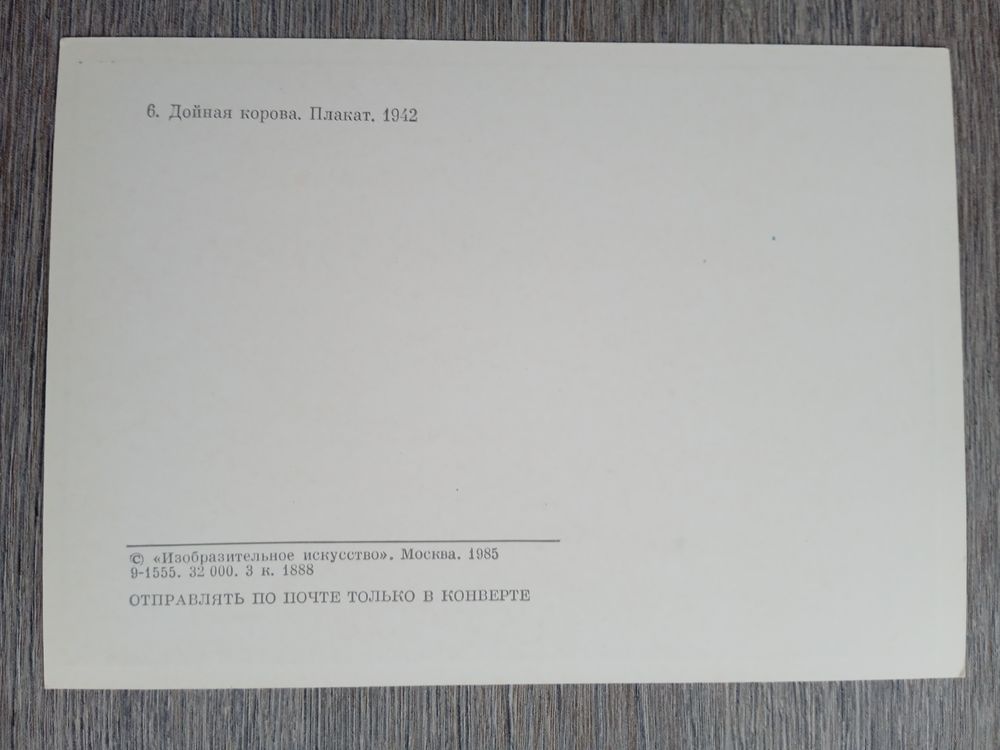 6. Дойная корова. Плакат. 1942
© «Изобразительное искусство». Москва. 1985
9-1555. 32 000. 3 к. 1888
ОТПРАВЛЯТЬ ПО ПОЧТЕ ТОЛЬКО В КОНВЕРТЕ